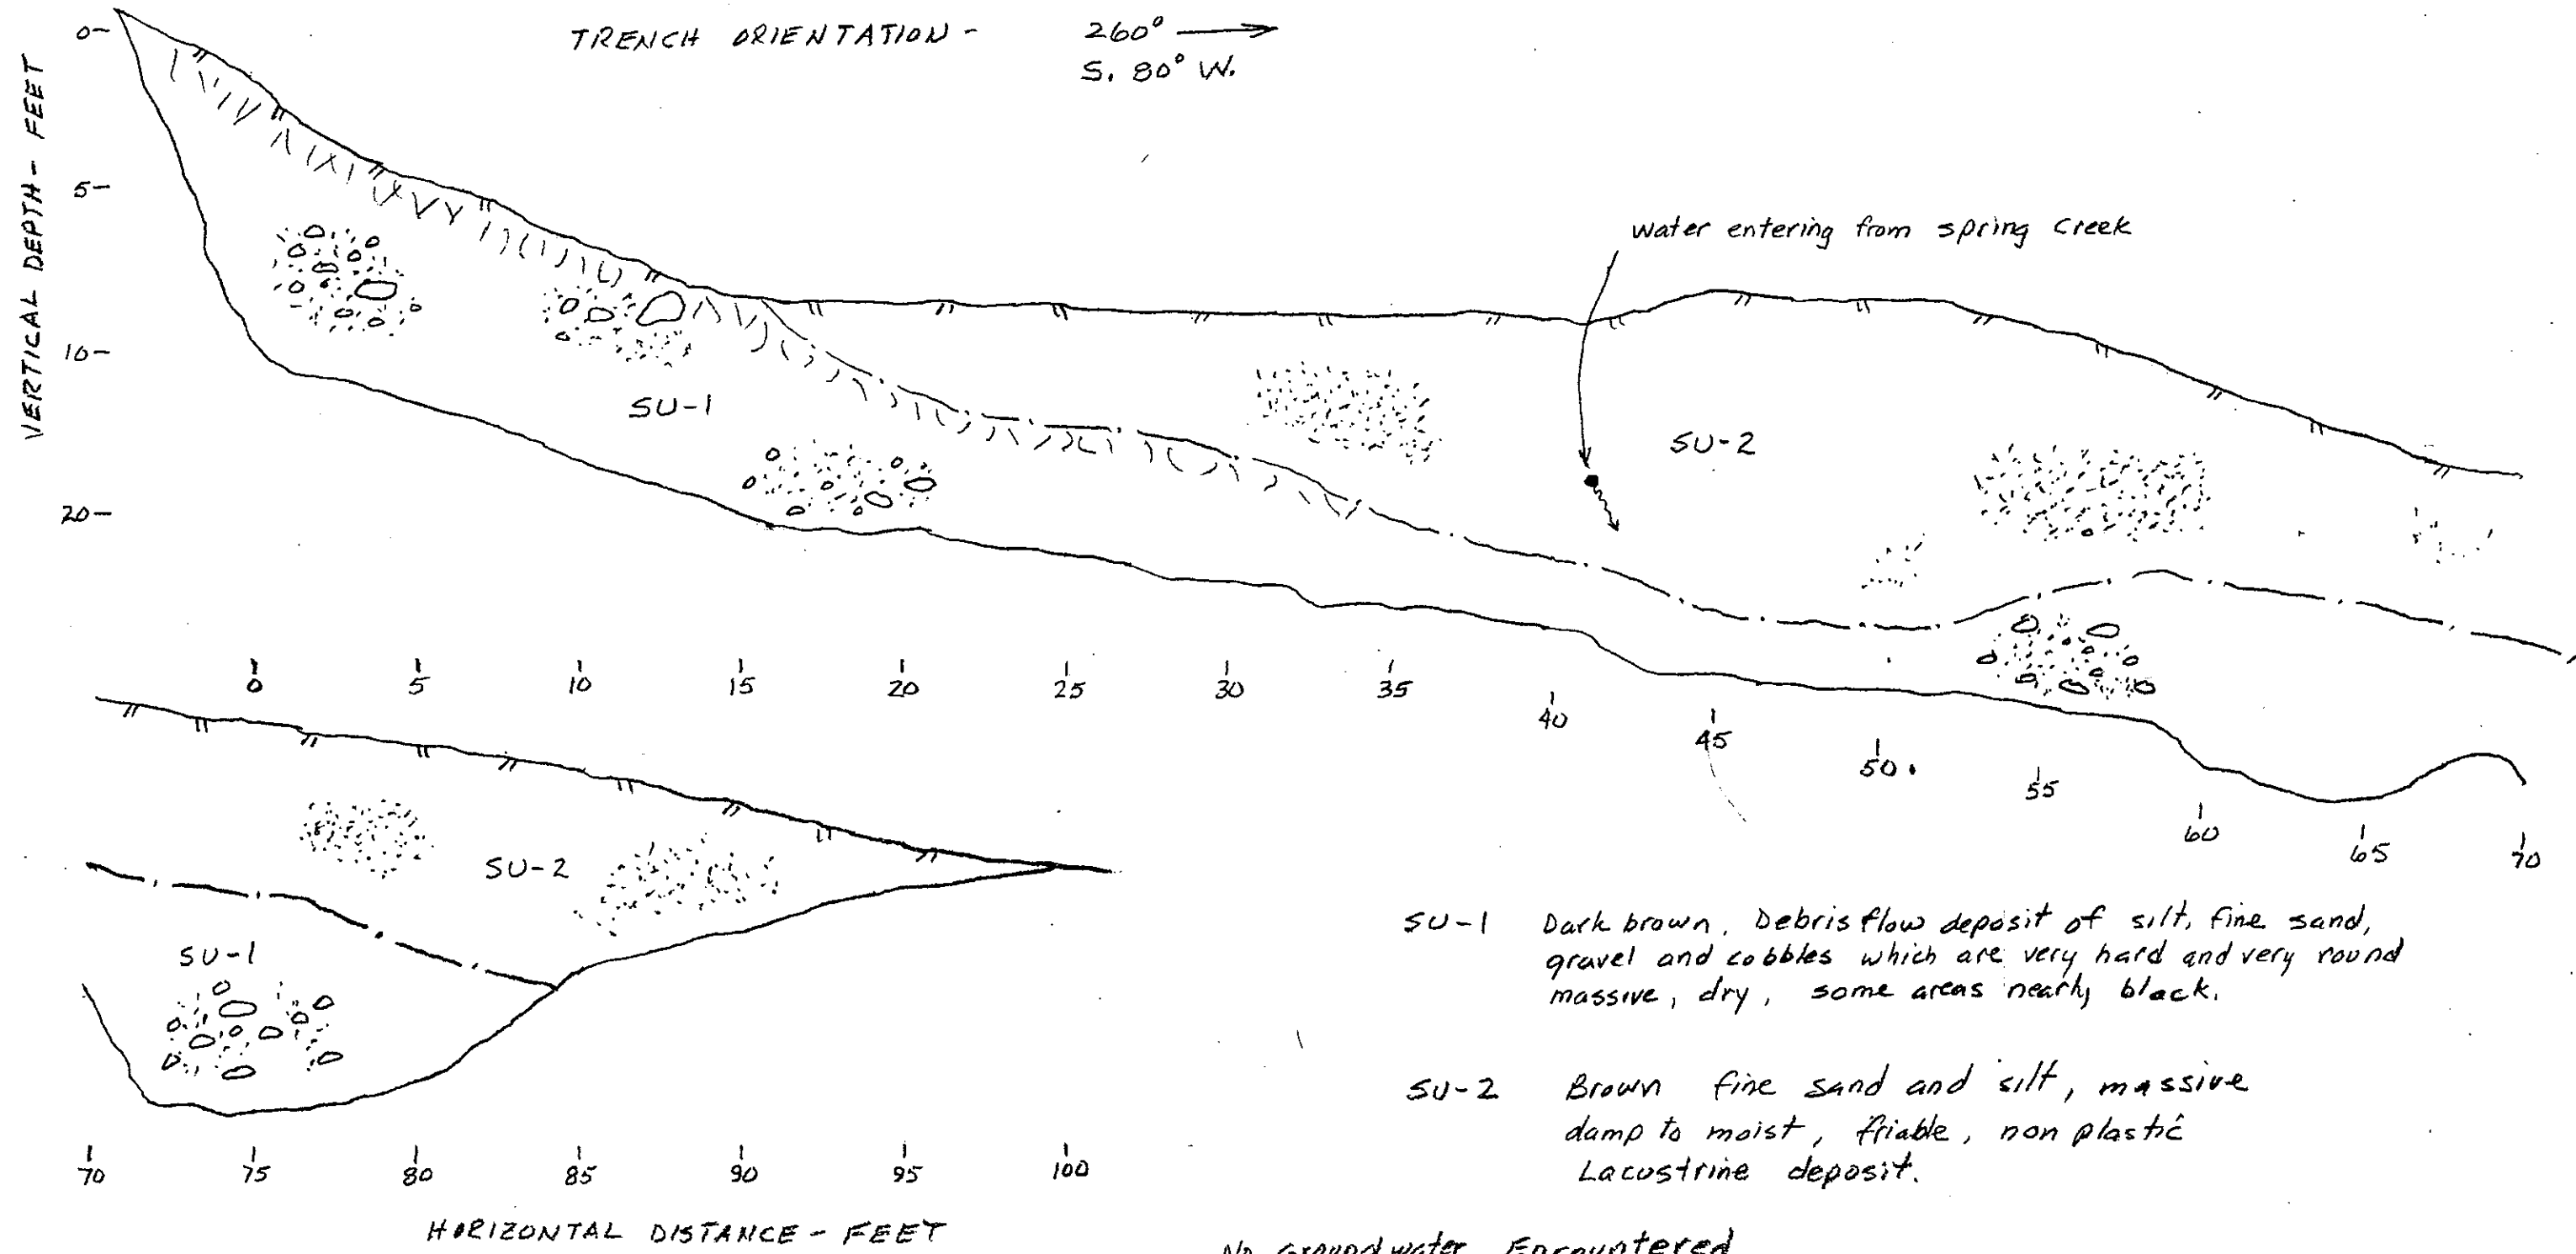 TRENCH ORIENTATION - 260° →
S. 80° W.
VERTICAL DEPTH - FEET
0-
5-
10-
20-
water entering from spring creek
SU-1
SU-2
0 5 10 15 20 25 30 35 40 45 50. 55 60 65 70
SU-2
SU-1
70 75 80 85 90 95 100
HORIZONTAL DISTANCE - FEET
SU-1 Dark brown. Debris flow deposit of silt, fine sand,
gravel and cobbles which are very hard and very round
massive, dry, some areas nearly black.
SU-2 Brown fine sand and silt, massive
damp to moist, friable, non plastic
Lacustrine deposit.
No groundwater Encountered